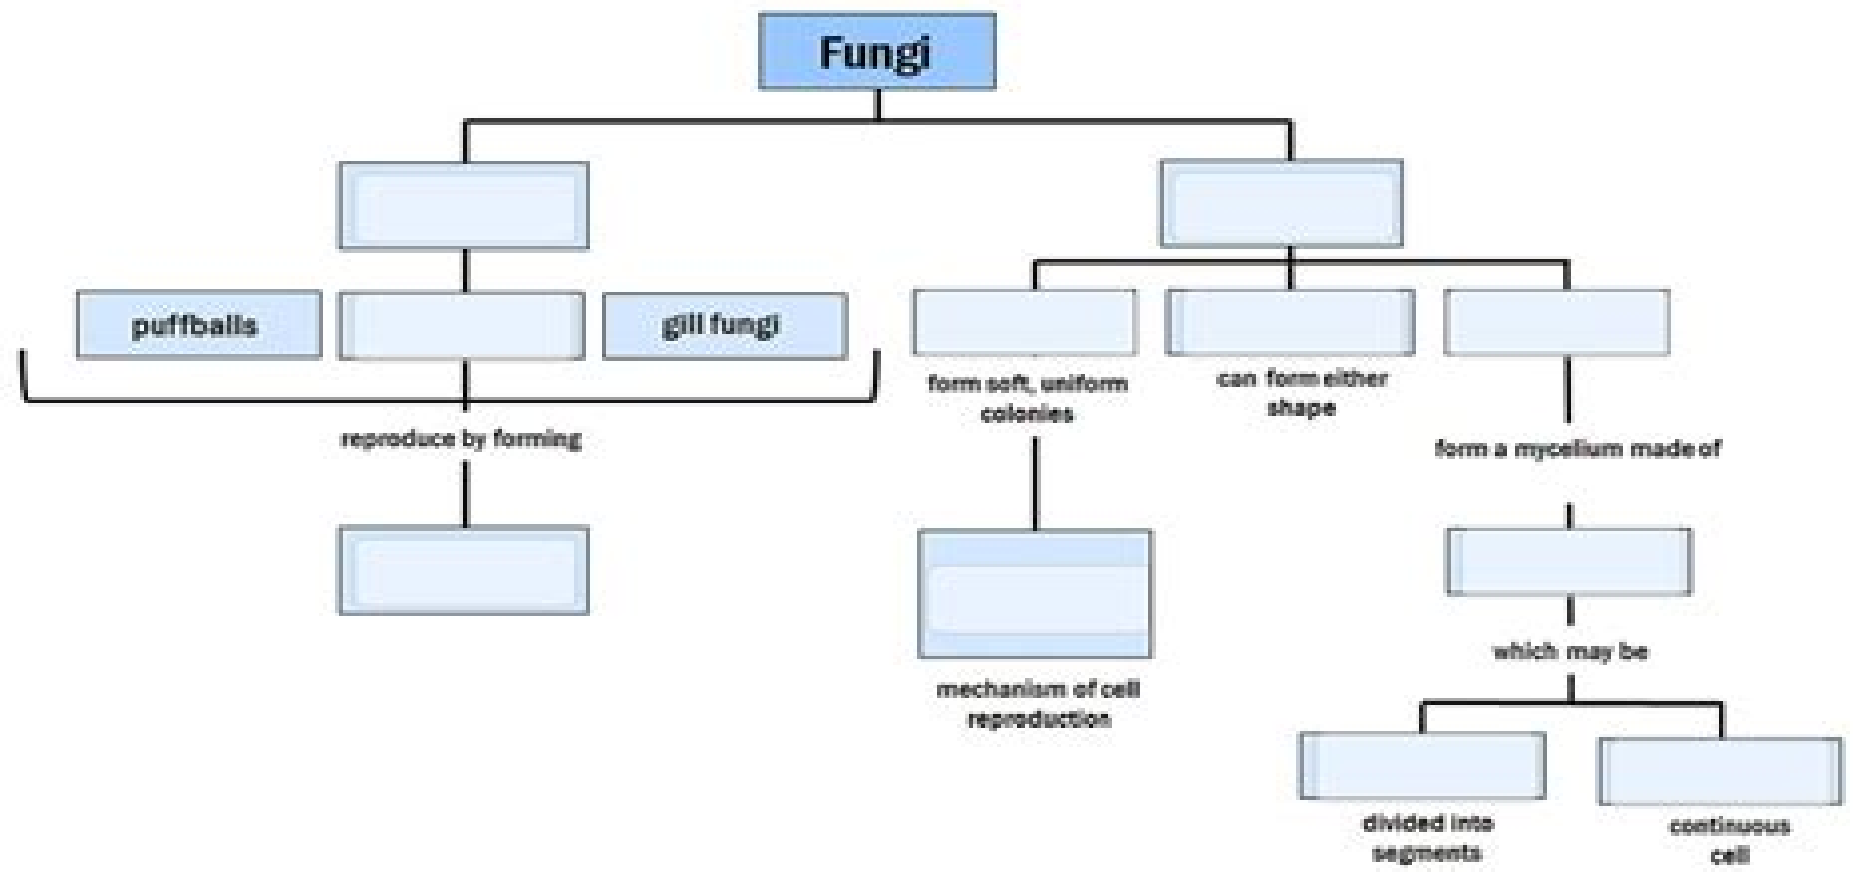 Fungi
puffballs
gill fungi
form soft, uniform
colonies
can form either
shape
reproduce by forming
form a mycelium made of
which may be
mechanism of cell
reproduction
divided into
segments
continuous
cell